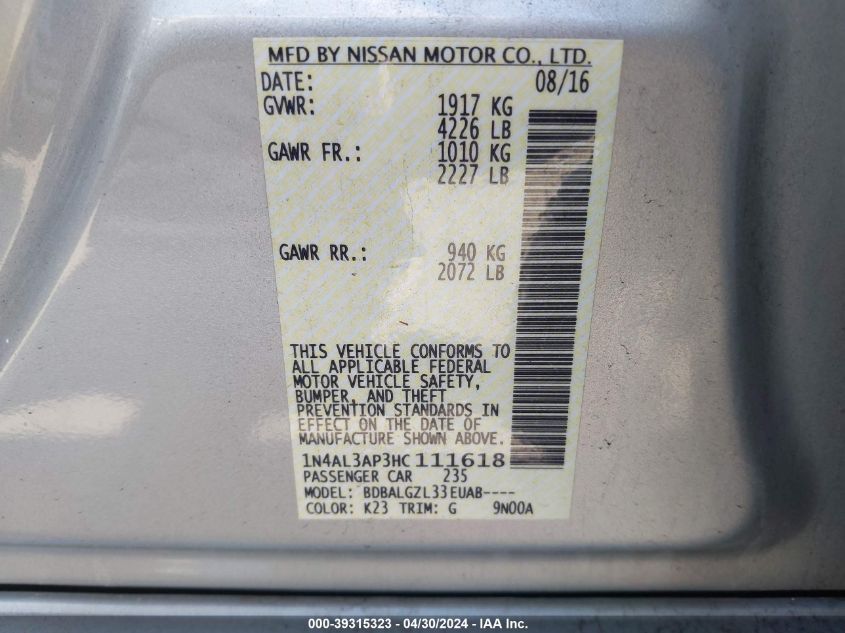 MFD BY NISSAN MOTOR CO., LTD.
DATE: 08/16
GVWR: 1917 KG
4226 LB
GAWR FR.: 1010 KG
2227 LB
GAWR RR.: 940 KG
2072 LB
THIS VEHICLE CONFORMS TO
ALL APPLICABLE FEDERAL
MOTOR VEHICLE SAFETY,
BUMPER, AND THEFT
PREVENTION STANDARDS IN
EFFECT ON THE DATE OF
MANUFACTURE SHOWN ABOVE.
1N4AL3AP3HC111618
PASSENGER CAR 235
MODEL: BDBALGZL33EUAB----
COLOR: K23 TRIM: G 9N00A
000-39315323 - 04/30/2024 - IAA Inc.